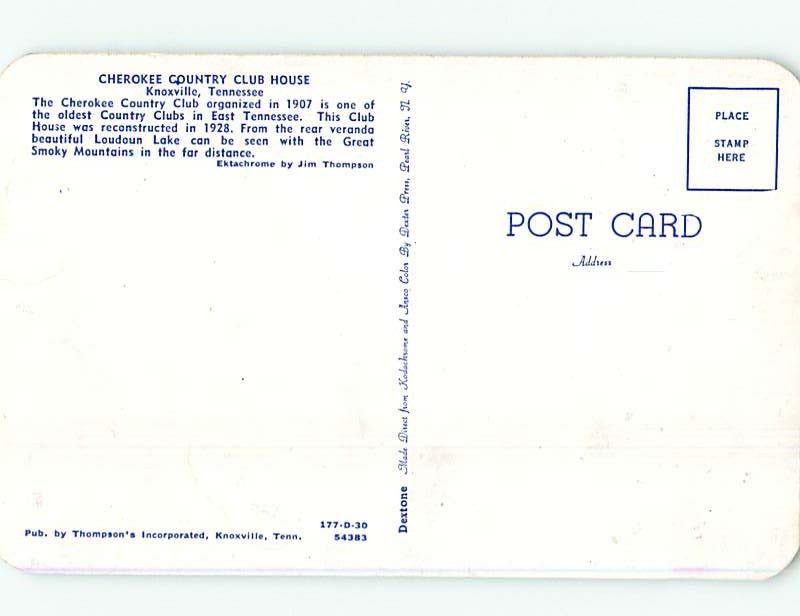 CHEROKEE COUNTRY CLUB HOUSE
Knoxville, Tennessee
The Cherokee Country Club organized in 1907 is one of
the oldest Country Clubs in East Tennessee. This Club
House was reconstructed in 1928. From the rear veranda
beautiful Loudoun Lake can be seen with the Great
Smoky Mountains in the far distance.
Ektachrome by Jim Thompson
177-D-30
Pub. by Thompson's Incorporated, Knoxville, Tenn. 54383
Dextone Made Direct from Kodachrome and Ansco Color By Dexter Press, Pearl River, N. Y.
PLACE
STAMP
HERE
POST CARD
Address